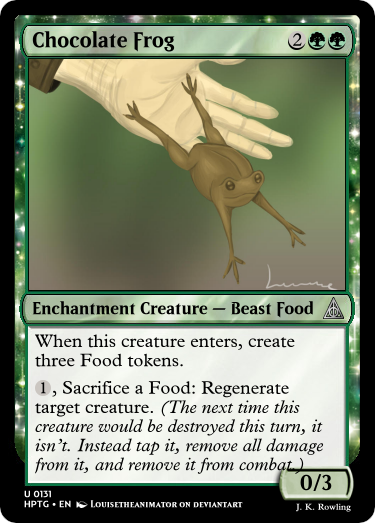 Chocolate Frog 2
Enchantment Creature — Beast Food
When this creature enters, create
three Food tokens.
1, Sacrifice a Food: Regenerate
target creature. (The next time this
creature would be destroyed this turn, it
isn't. Instead tap it, remove all damage
from it, and remove it from combat.)
0/3
U 0131
HPTG • EN LOUISETHEANIMATOR ON DEVIANTART
J. K. Rowling